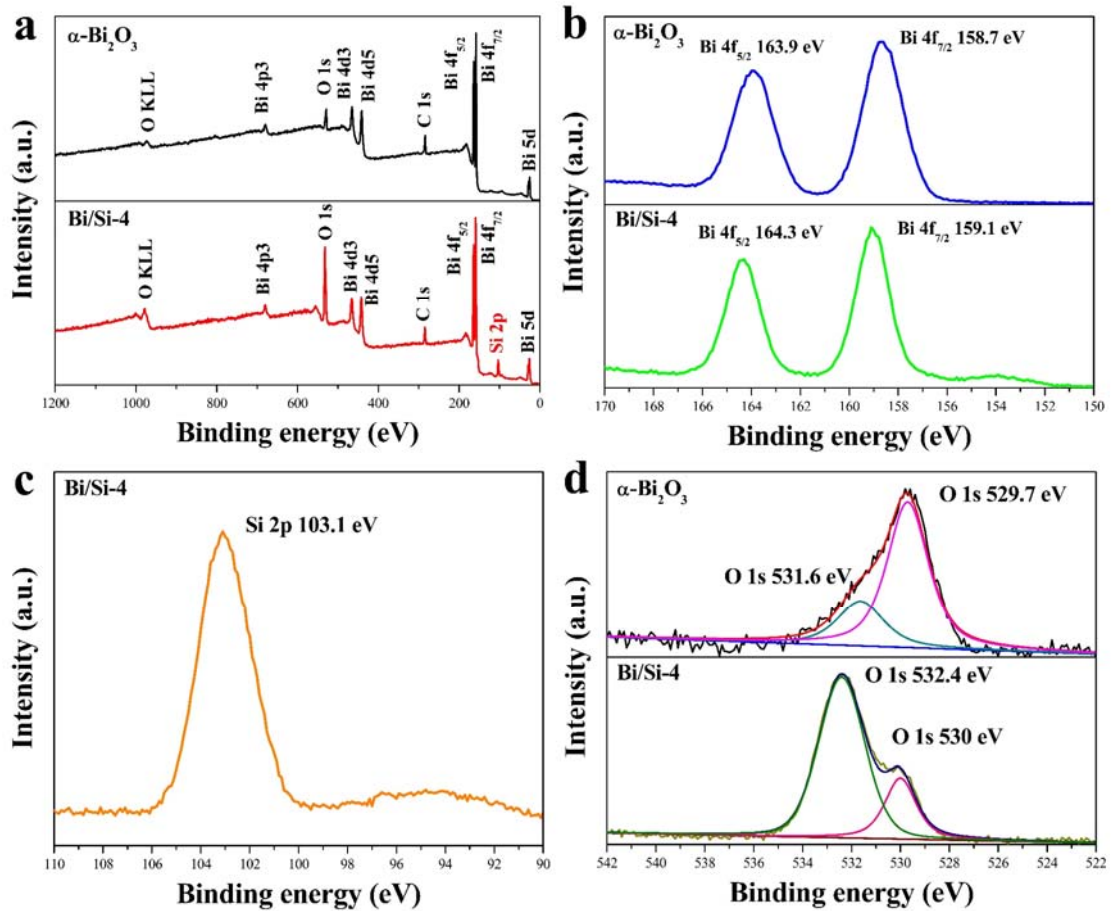 a
α-Bi₂O₃
O KLL
Bi 4p3
O 1s
Bi 4d3
Bi 4d5
C 1s
Bi 4f₅/₂
Bi 4f₇/₂
Bi 5d
Bi/Si-4
O KLL
Bi 4p3
O 1s
Bi 4d3
Bi 4d5
C 1s
Bi 4f₅/₂
Bi 4f₇/₂
Si 2p
Bi 5d
1200 1000 800 600 400 200 0
Binding energy (eV)
Intensity (a.u.)
b
α-Bi₂O₃
Bi 4f₅/₂ 163.9 eV
Bi 4f₇/₂ 158.7 eV
Bi/Si-4
Bi 4f₅/₂ 164.3 eV
Bi 4f₇/₂ 159.1 eV
170 168 166 164 162 160 158 156 154 152 150
Binding energy (eV)
Intensity (a.u.)
c
Bi/Si-4
Si 2p 103.1 eV
110 108 106 104 102 100 98 96 94 92 90
Binding energy (eV)
Intensity (a.u.)
d
α-Bi₂O₃
O 1s 529.7 eV
O 1s 531.6 eV
Intensity (a.u.)
Bi/Si-4
O 1s 532.4 eV
O 1s 530 eV
542 540 538 536 534 532 530 528 526 524 522
Binding energy (eV)
Intensity (a.u.)